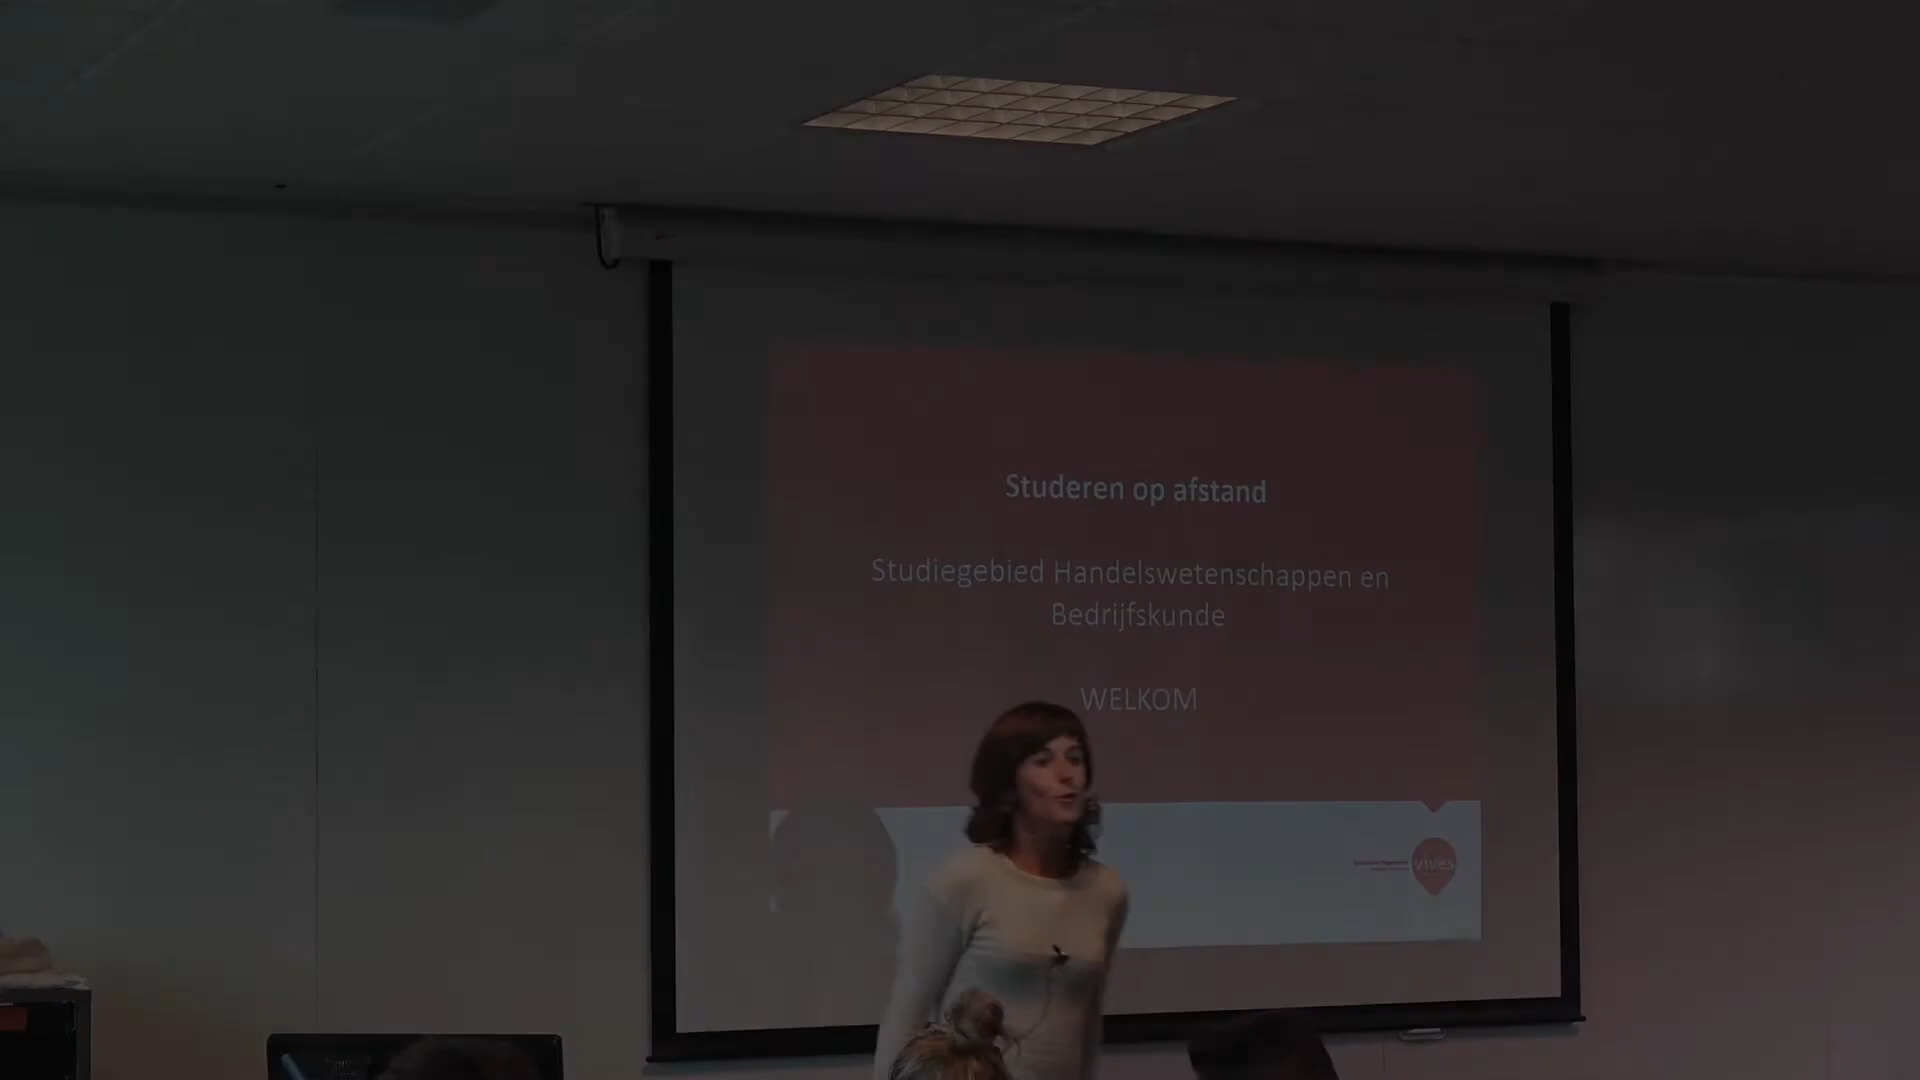 Studeren op afstand
Studiegebied Handelswetenschappen en
Bedrijfskunde
WELKOM
vives